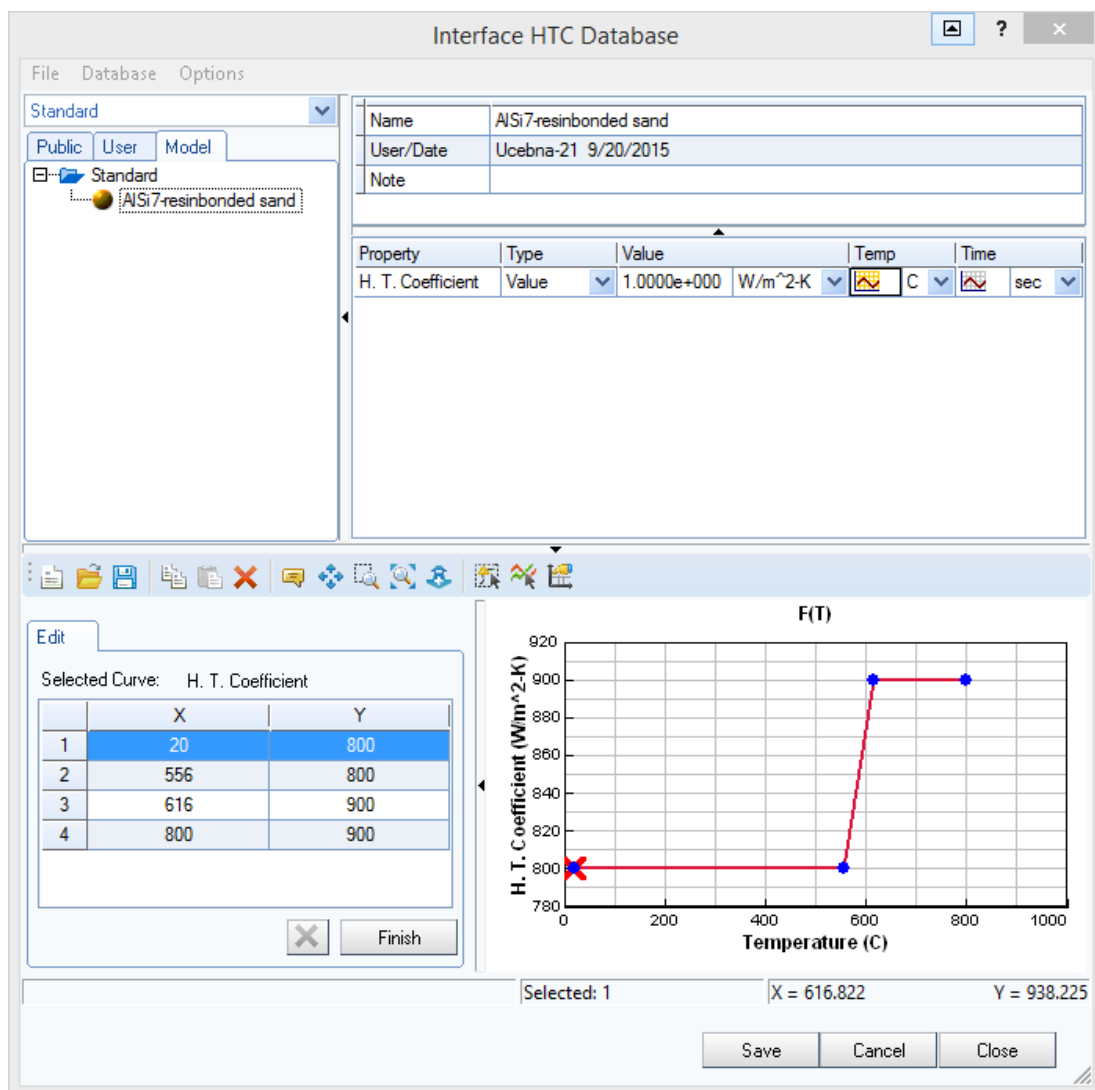 Interface HTC Database
?
File Database Options
Standard
Public User Model
Standard
AlSi7-resinbonded sand
Name AlSi7-resinbonded sand
User/Date Ucebna-21 9/20/2015
Note
Property Type Value Temp Time
H. T. Coefficient Value 1.0000e+000 W/m^2-K C sec
Edit
Selected Curve: H. T. Coefficient
X Y
1 20 800
2 556 800
3 616 900
4 800 900
Finish
F(T)
920
900
880
860
840
820
800
780
H. T. Coefficient (W/m^2-K)
0 200 400 600 800 1000
Temperature (C)
Selected: 1 X = 616.822 Y = 938.225
Save Cancel Close